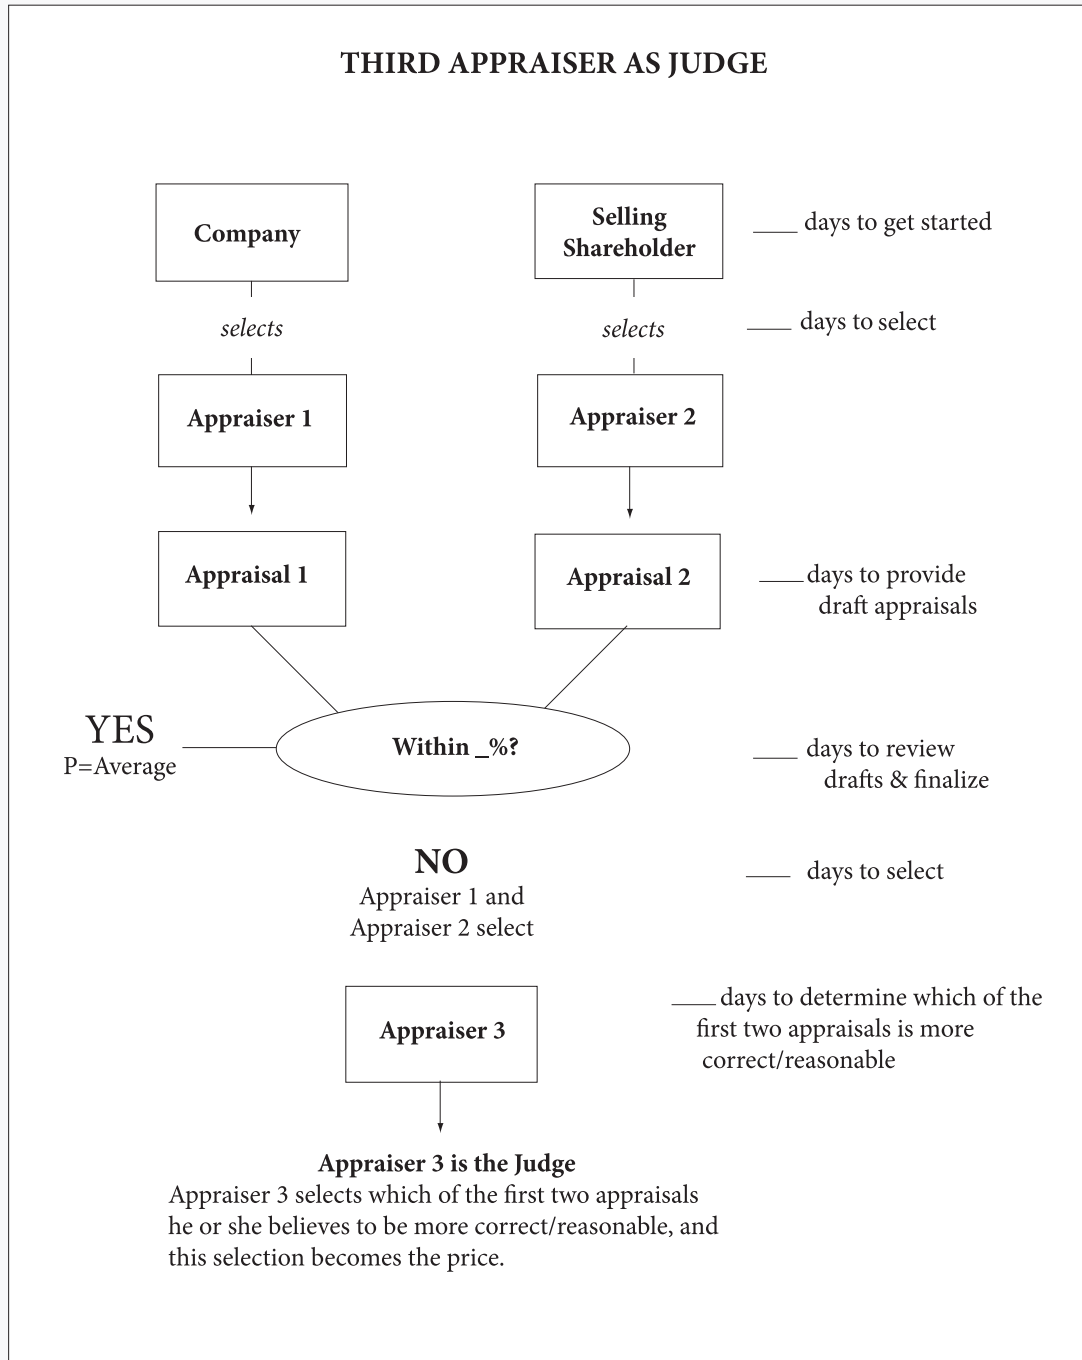 THIRD APPRAISER AS JUDGE
Company
Selling
Shareholder
____ days to get started
selects
selects
____ days to select
Appraiser 1
Appraiser 2
Appraisal 1
Appraisal 2
____days to provide
draft appraisals
YES
P=Average
Within _%?
____ days to review
drafts & finalize
NO
Appraiser 1 and
Appraiser 2 select
____ days to select
Appraiser 3
____days to determine which of the
first two appraisals is more
correct/reasonable
Appraiser 3 is the Judge
Appraiser 3 selects which of the first two appraisals
he or she believes to be more correct/reasonable, and
this selection becomes the price.